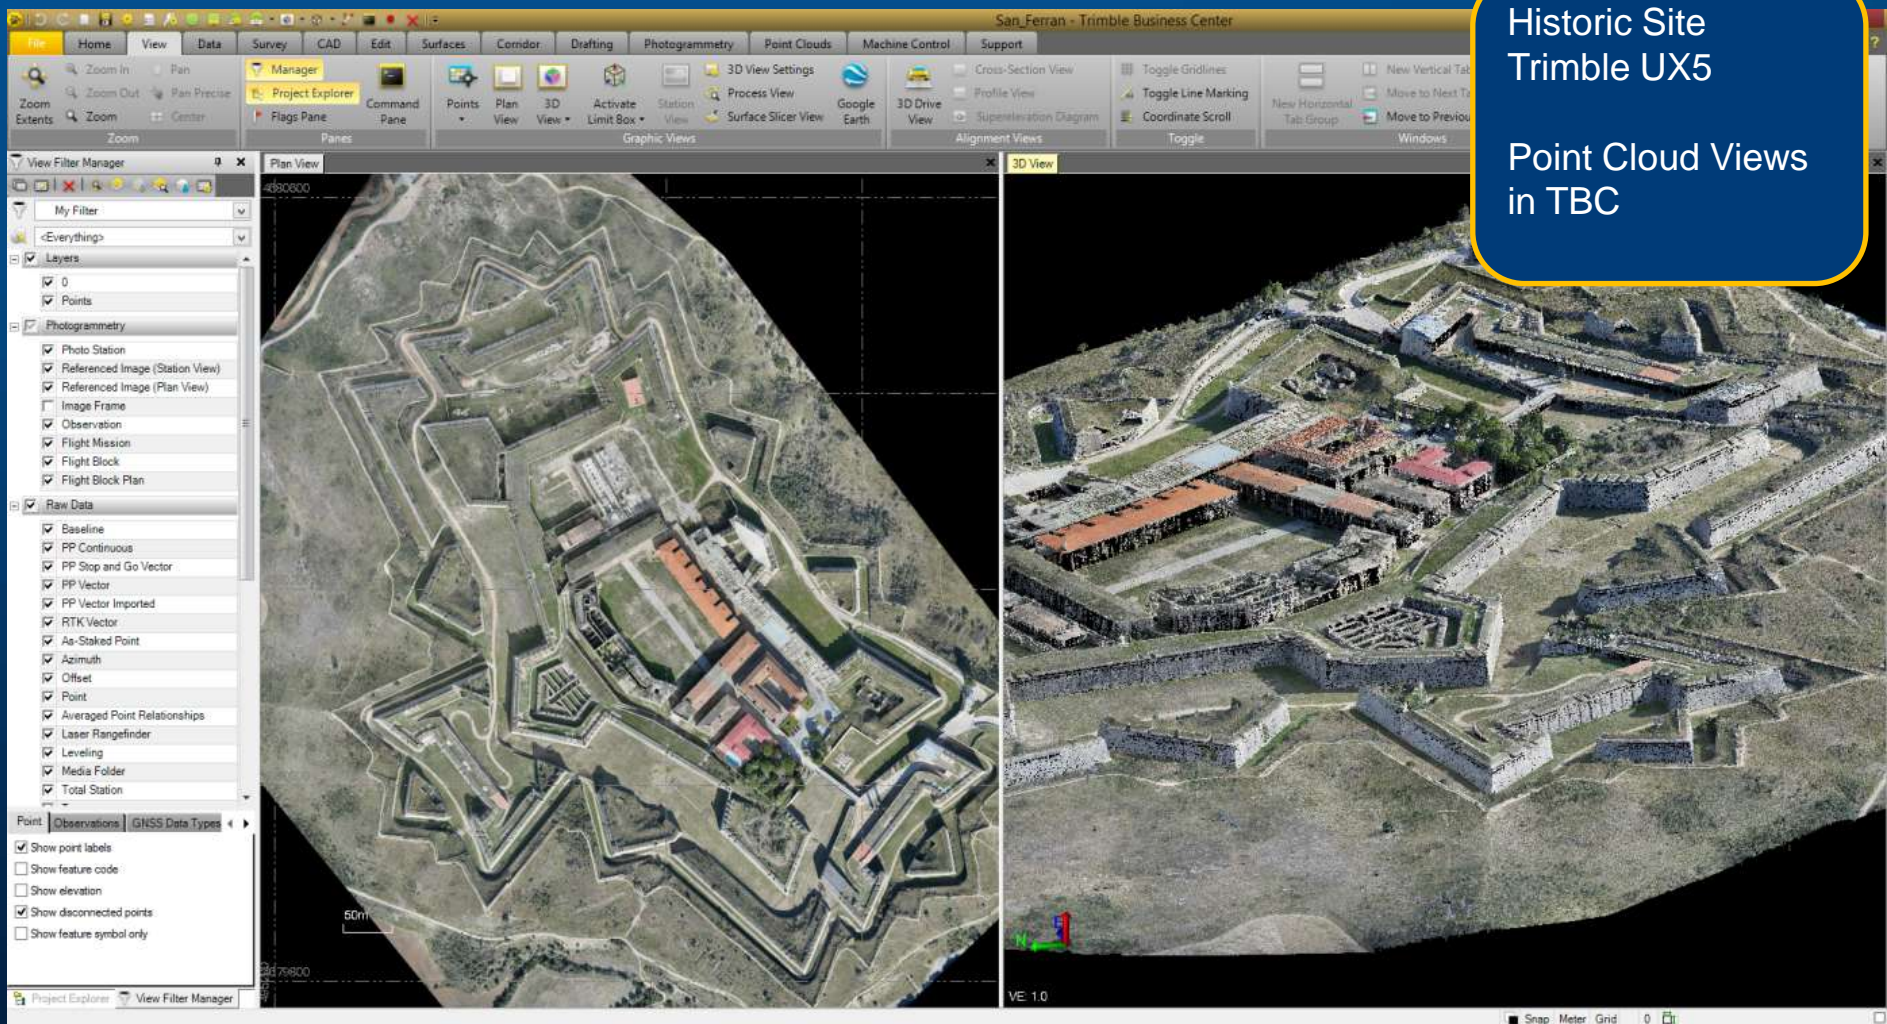 San_Ferran - Trimble Business Center
Historic Site
Trimble UX5
Point Cloud Views
in TBC
File Home View Data Survey CAD Edit Surfaces Corridor Drafting Photogrammetry Point Clouds Machine Control Support
Zoom Extents
Zoom In
Zoom Out
Zoom
Pan
Pan Precise
Center
Zoom
Manager
Project Explorer
Flags Pane
Command Pane
Panes
Points
Plan View
3D View
Activate Limit Box
Station View
3D View Settings
Process View
Surface Slicer View
Google Earth
Graphic Views
3D Drive View
Cross-Section View
Profile View
Superelevation Diagram
Alignment Views
Toggle Gridlines
Toggle Line Marking
Coordinate Scroll
Toggle
New Horizontal Tab Group
New Vertical Tab
Move to Next Ta
Move to Previou
Windows
View Filter Manager
My Filter
<Everything>
Layers
0
Points
Photogrammetry
Photo Station
Referenced Image (Station View)
Referenced Image (Plan View)
Image Frame
Observation
Flight Mission
Flight Block
Flight Block Plan
Raw Data
Baseline
PP Continuous
PP Stop and Go Vector
PP Vector
PP Vector Imported
RTK Vector
As-Staked Point
Azimuth
Offset
Point
Averaged Point Relationships
Laser Rangefinder
Leveling
Media Folder
Total Station
Point Observations GNSS Data Types
Show point labels
Show feature code
Show elevation
Show disconnected points
Show feature symbol only
Project Explorer View Filter Manager
Plan View
4680600
50m
3D View
N
E
VE: 1.0
Snap Meter Grid 0